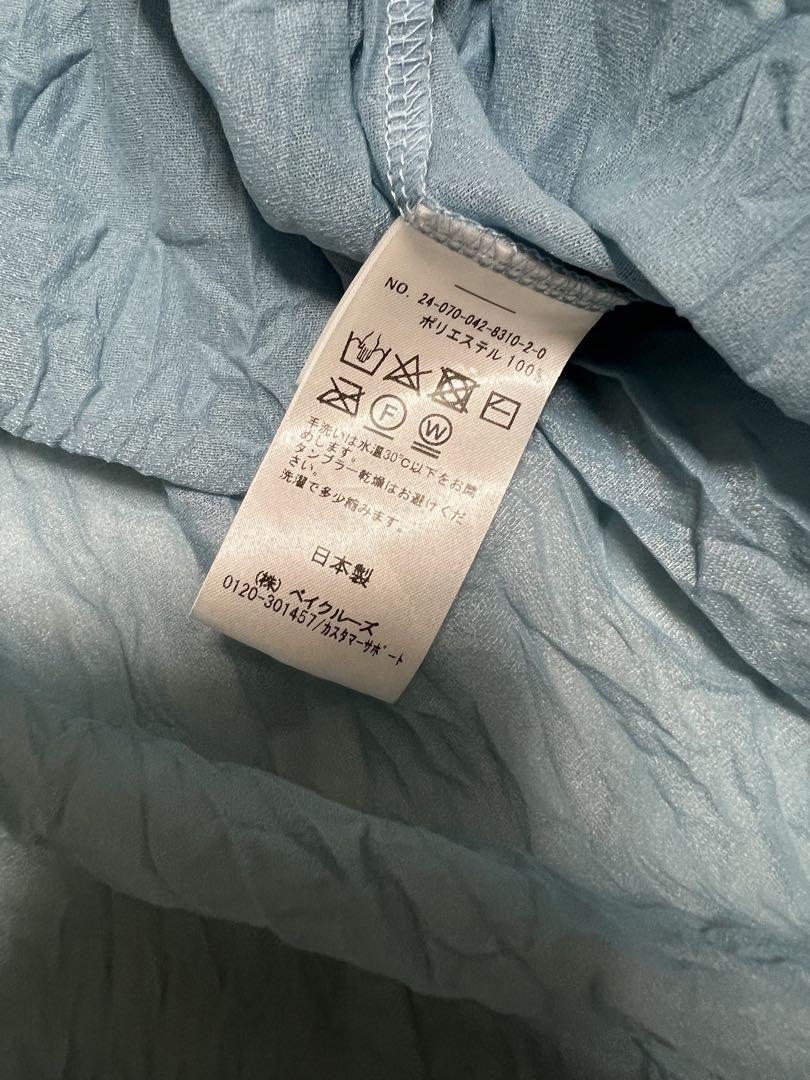 NO. 24-070-042-8310-2-0
ポリエステル 100%
F
W
手洗いは水温30℃以下をお問
めします。
タンブラー乾燥はお避けくだ
さい。
洗濯で多少縮みます。
日本製
(株) ベイクルーズ
0120-301457/カスタマーサポート